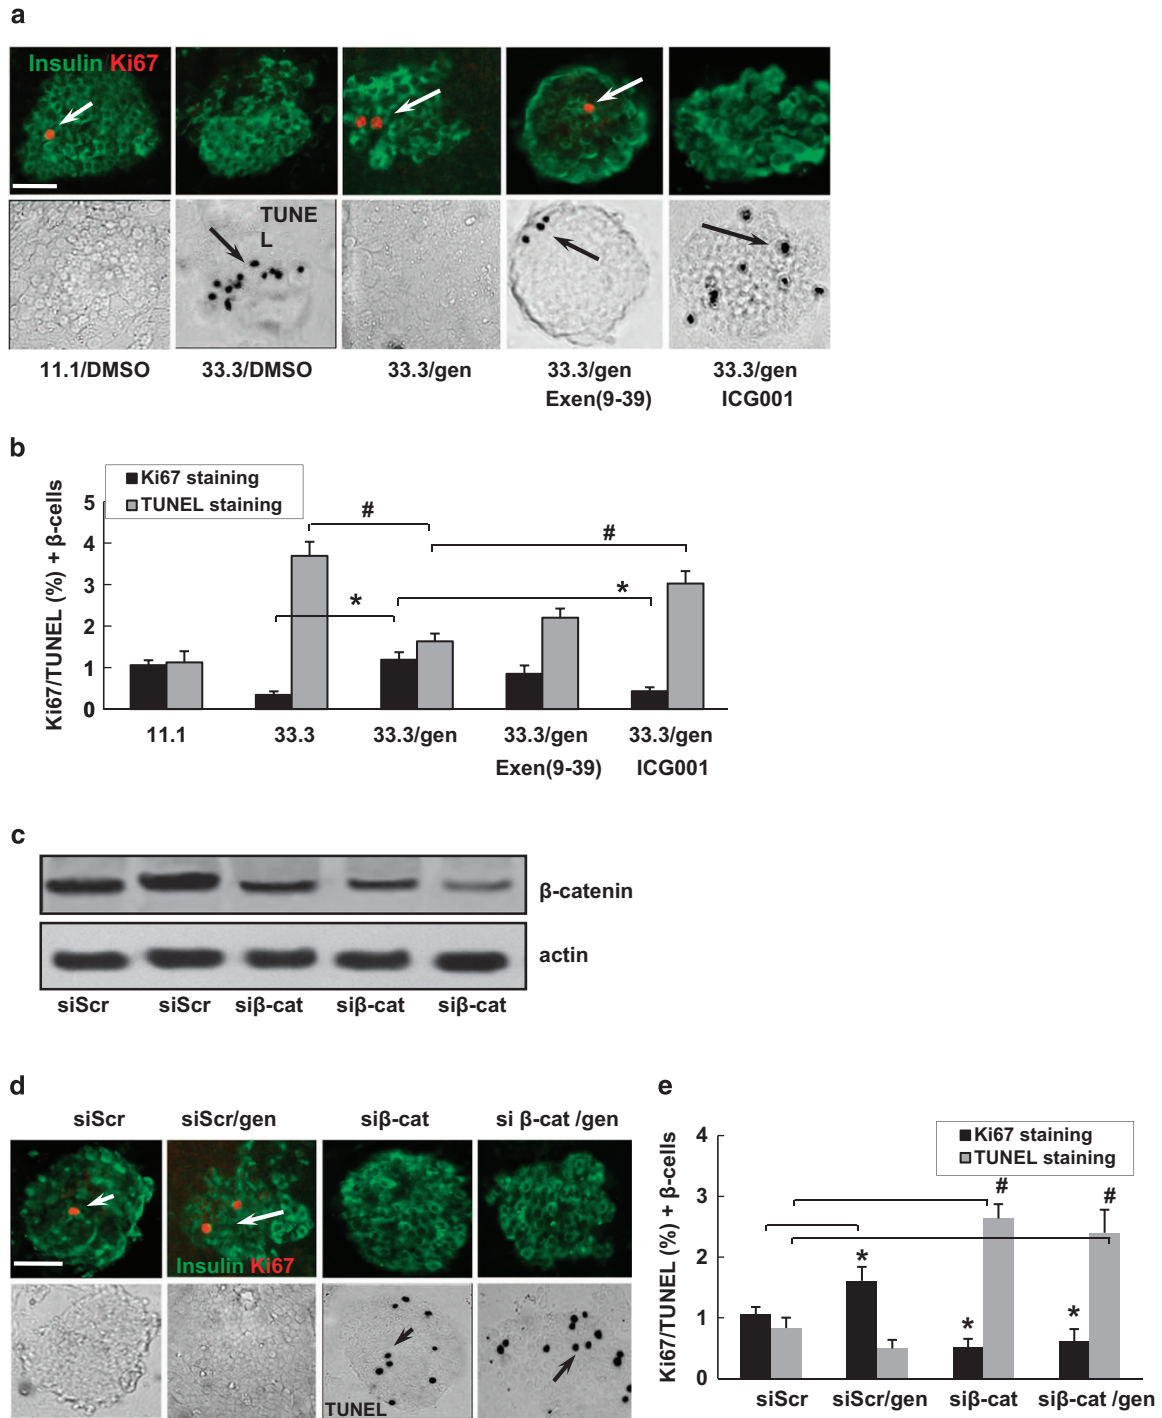 a
Insulin Ki67
TUNE
L
11.1/DMSO 33.3/DMSO 33.3/gen 33.3/gen 33.3/gen
Exen(9-39) ICG001
b
Ki67 staining
TUNEL staining
Ki67/TUNEL (%) + β-cells
5
4
3
2
1
0
#
#
*
*
11.1 33.3 33.3/gen 33.3/gen 33.3/gen
Exen(9-39) ICG001
c
β-catenin
actin
siScr siScr siβ-cat siβ-cat siβ-cat
d
siScr siScr/gen siβ-cat si β-cat /gen
Insulin Ki67
TUNEL
e
Ki67 staining
TUNEL staining
Ki67/TUNEL (%) + β-cells
4
3
2
1
0
# #
*
* *
siScr siScr/gen siβ-cat siβ-cat /gen